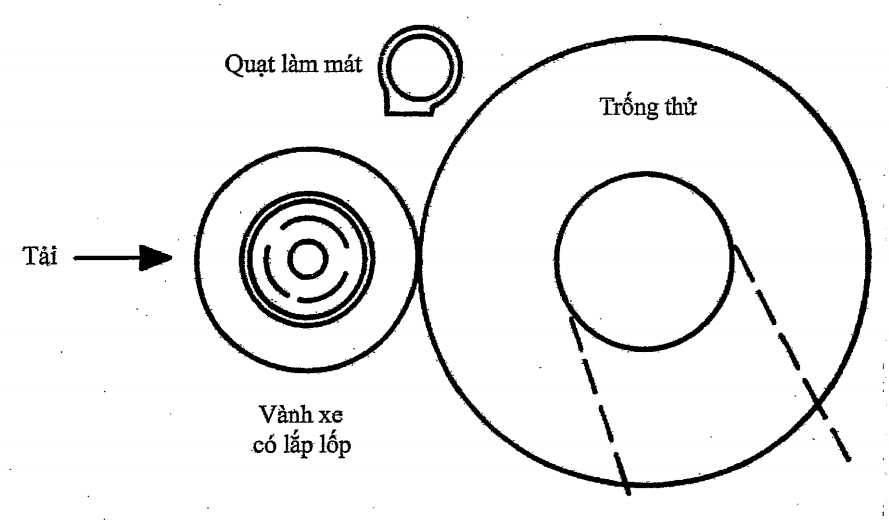 Quạt làm mát
Trống thử
Tải
Vành xe
có lắp lốp